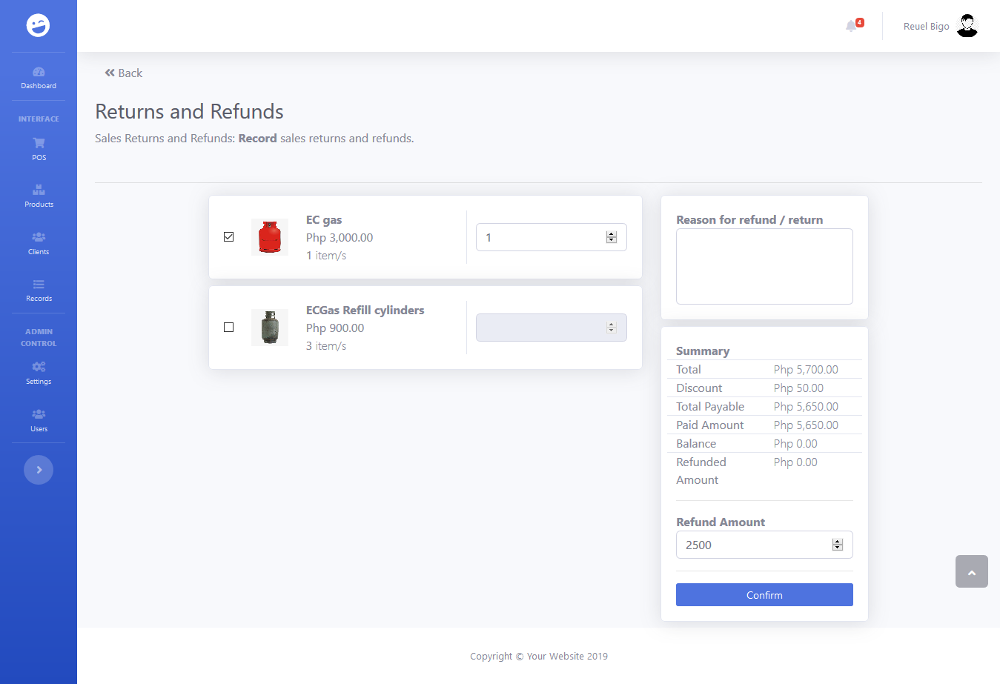 4
Reuel Bigo
Dashboard
INTERFACE
POS
Products
Clients
Records
ADMIN
CONTROL
Settings
Users
Back
Returns and Refunds
Sales Returns and Refunds: Record sales returns and refunds.
EC gas
Php 3,000.00
1 item/s
1
ECGas Refill cylinders
Php 900.00
3 item/s
Reason for refund / return
Summary
Total Php 5,700.00
Discount Php 50.00
Total Payable Php 5,650.00
Paid Amount Php 5,650.00
Balance Php 0.00
Refunded Php 0.00
Amount
Refund Amount
2500
Confirm
Copyright © Your Website 2019